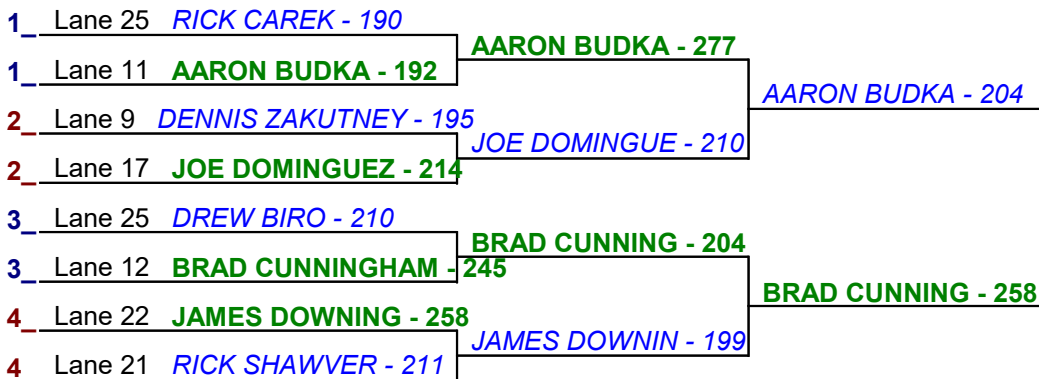 1_ Lane 25 RICK CAREK - 190
AARON BUDKA - 277
1_ Lane 11 AARON BUDKA - 192
AARON BUDKA - 204
2_ Lane 9 DENNIS ZAKUTNEY - 195
JOE DOMINGUE - 210
2_ Lane 17 JOE DOMINGUEZ - 214
3_ Lane 25 DREW BIRO - 210
BRAD CUNNING - 204
3_ Lane 12 BRAD CUNNINGHAM - 245
BRAD CUNNING - 258
4_ Lane 22 JAMES DOWNING - 258
JAMES DOWNIN - 199
4 Lane 21 RICK SHAWVER - 211